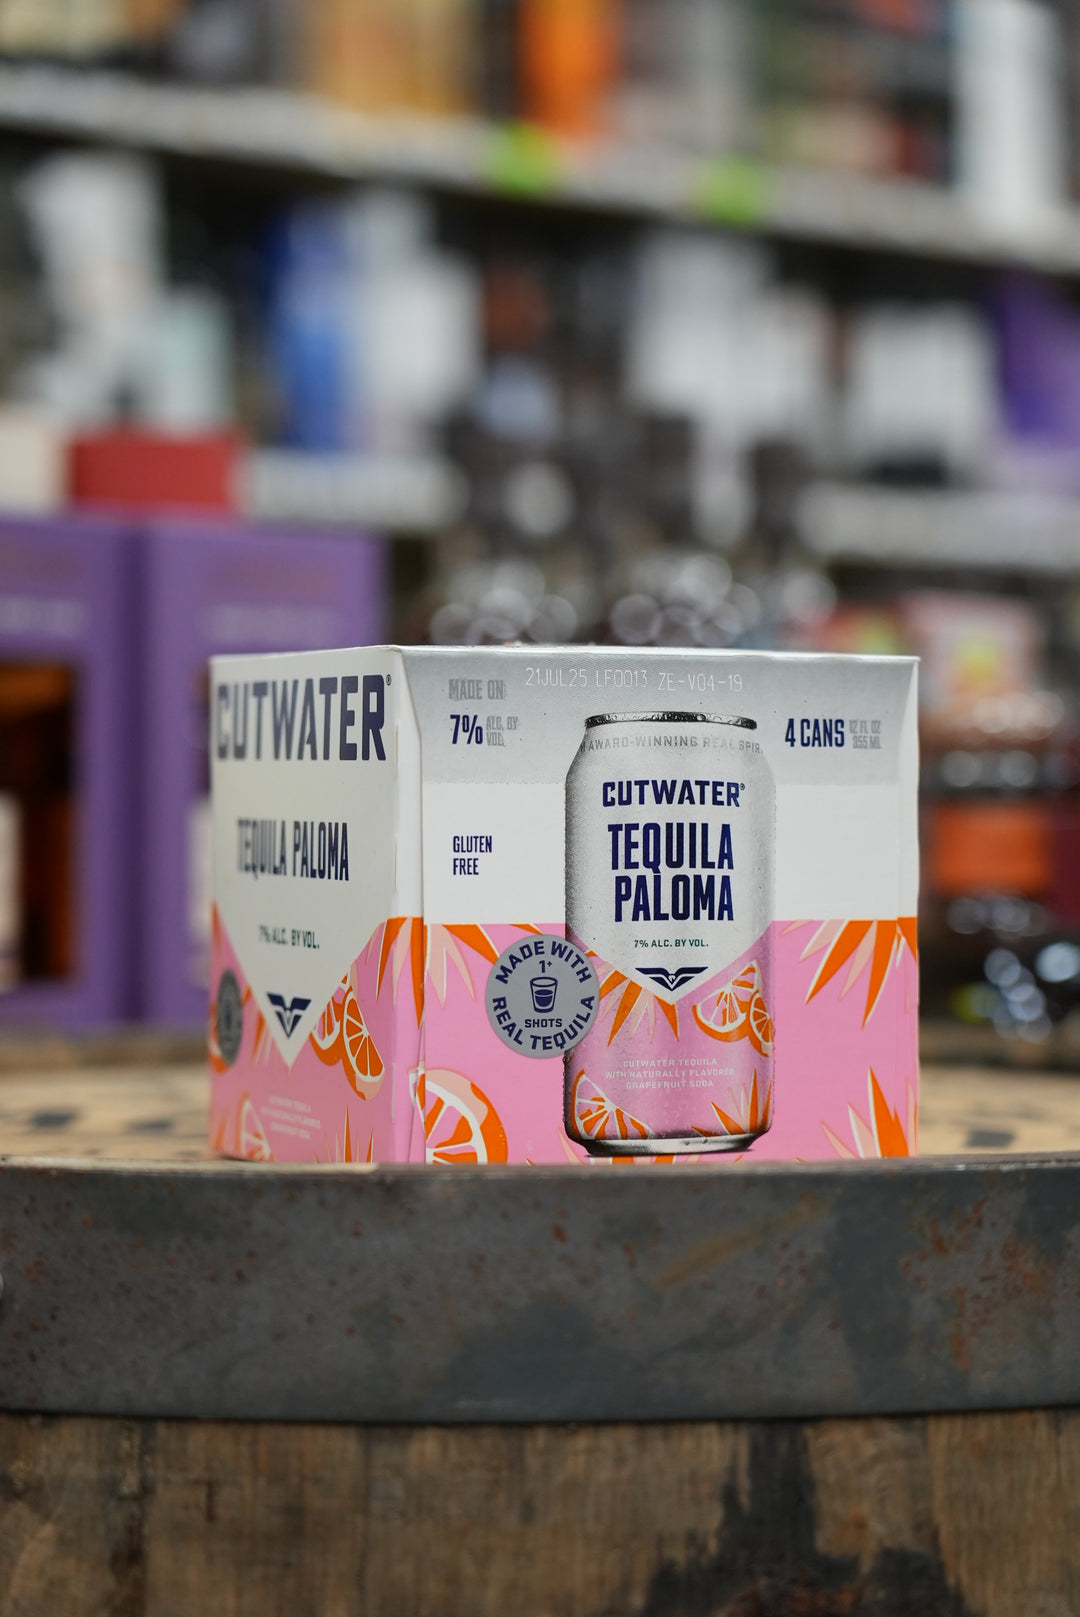 CUTWATER®
TEQUILA PALOMA
7% ALC. BY VOL.
MADE ON
21JUL25 LF0013 ZE-V04-19
7% ALC. BY VOL.
4 CANS 12 FL OZ 355 ML
GLUTEN
FREE
AWARD-WINNING REAL SPIR
CUTWATER®
TEQUILA
PALOMA
7% ALC. BY VOL.
MADE WITH
1+
SHOTS
REAL TEQUILA
CUTWATER TEQUILA
WITH NATURALLY FLAVORED
GRAPEFRUIT SODA